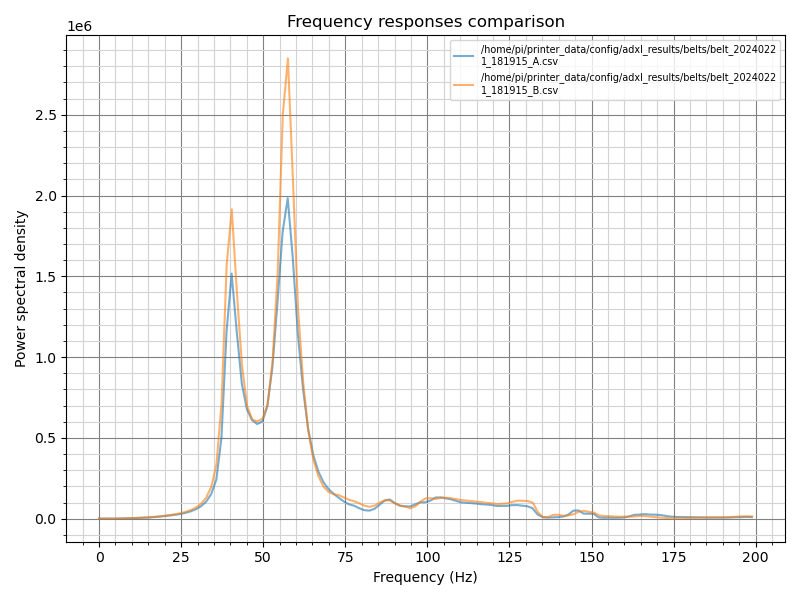 Frequency responses comparison
1e6
/home/pi/printer_data/config/adxl_results/belts/belt_2024022
1_181915_A.csv
/home/pi/printer_data/config/adxl_results/belts/belt_2024022
1_181915_B.csv
2.5
2.0
1.5
1.0
0.5
0.0
Power spectral density
0 25 50 75 100 125 150 175 200
Frequency (Hz)